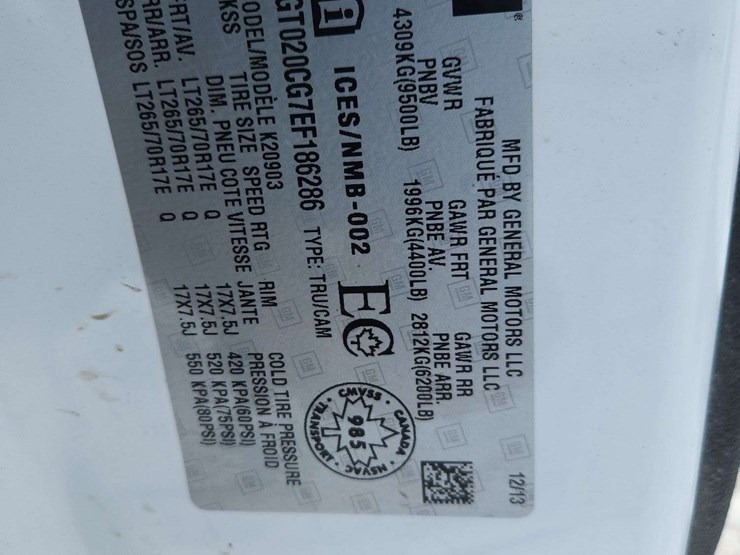 MFD BY GENERAL MOTORS LLC 12/13
FABRIQUÉ PAR GENERAL MOTORS LLC
GVWR GAWR FRT GAWR RR
PNBV PNBE AV. PNBE ARR.
4309KG(9500LB) 1996KG(4400LB) 2812KG(6200LB)
i ICES/NMB-002 EC
CMVSS CANADA NSVAC TRANSPORT 985
GT020CG7EF186286 TYPE: TRU/CAM
ODEL/MODÈLE K20903
KSS TIRE SIZE SPEED RTG RIM COLD TIRE PRESSURE
DIM. PNEU COTE VITESSE JANTE PRESSION À FROID
FRT/AV. LT265/70R17E Q 17X7.5J 420 KPA(60PSI)
RR/ARR. LT265/70R17E Q 17X7.5J 520 KPA(75PSI)
SPA/SOS LT265/70R17E Q 17X7.5J 550 KPA(80PSI)